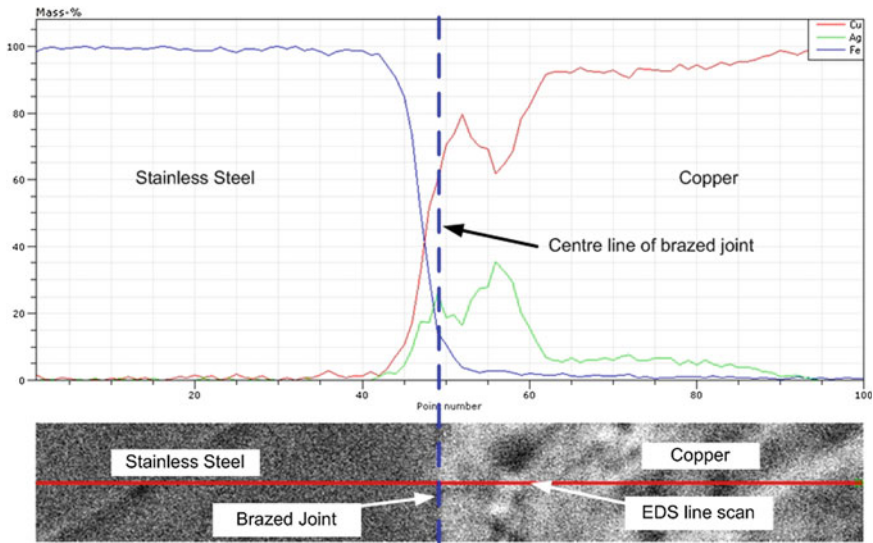 Mass-%
Cu
Ag
Fe
100
80
60
40
20
0
Stainless Steel
Copper
Centre line of brazed joint
20
40
60
80
100
Point number
Stainless Steel
Copper
Brazed Joint
EDS line scan